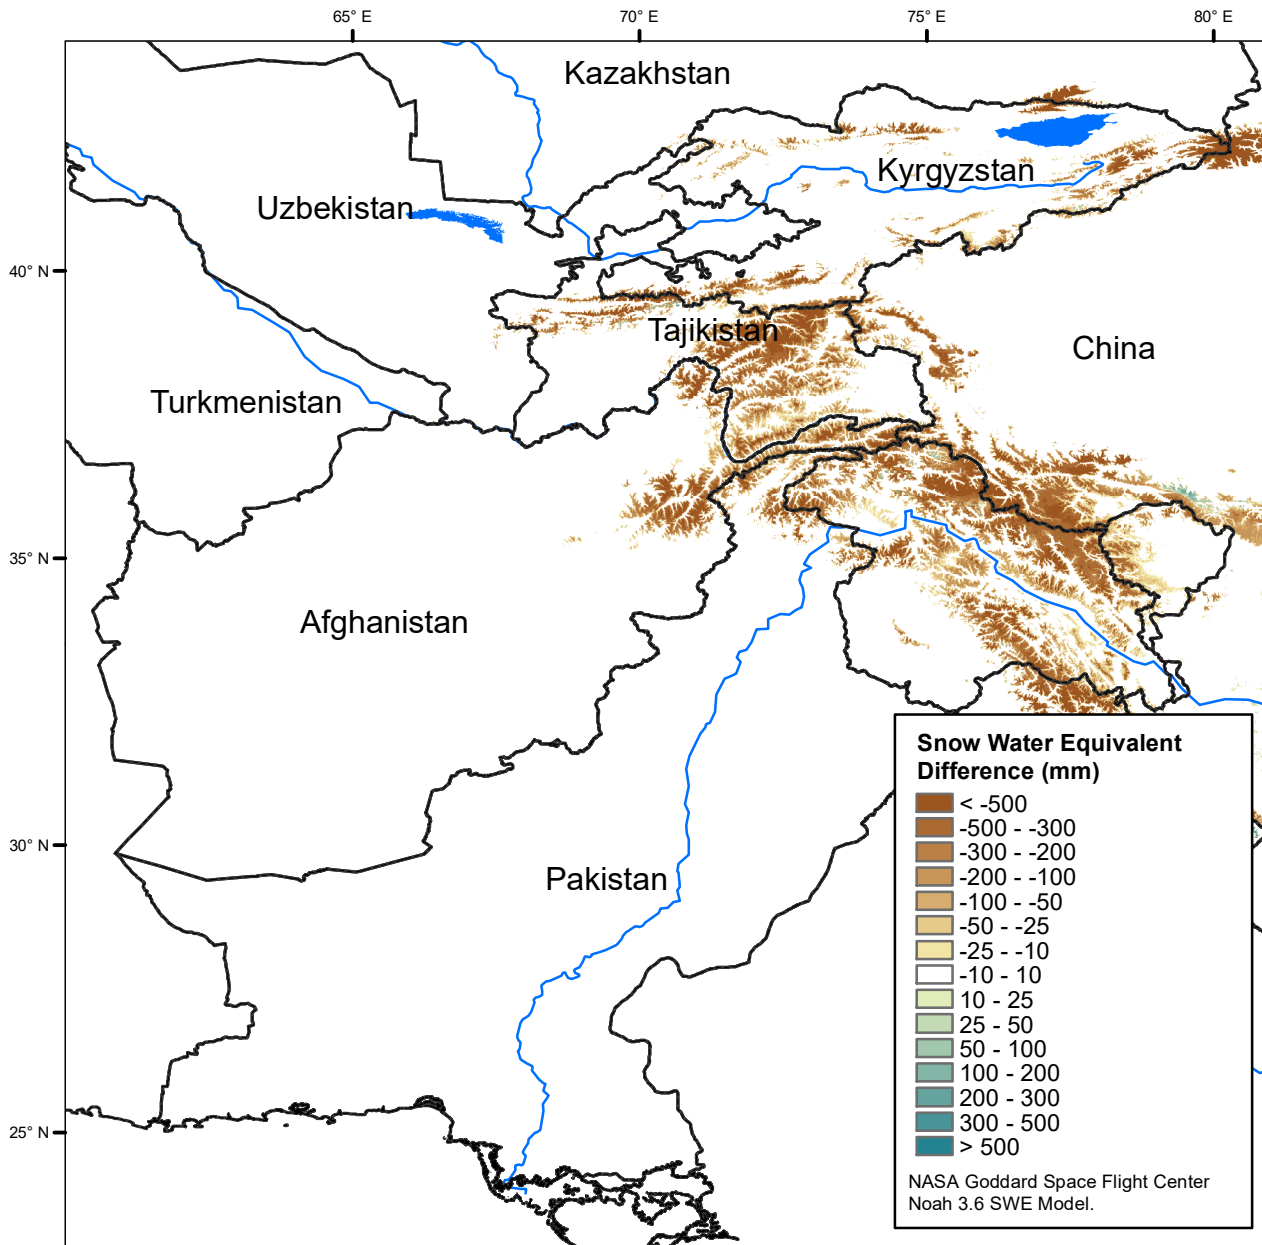 65° E
70° E
75° E
80° E
Kazakhstan
Kyrgyzstan
Uzbekistan
40° N
Tajikistan
China
Turkmenistan
35° N
Afghanistan
30° N
Pakistan
25° N
Snow Water Equivalent
Difference (mm)
< -500
-500 - -300
-300 - -200
-200 - -100
-100 - -50
-50 - -25
-25 - -10
-10 - 10
10 - 25
25 - 50
50 - 100
100 - 200
200 - 300
300 - 500
> 500
NASA Goddard Space Flight Center
Noah 3.6 SWE Model.